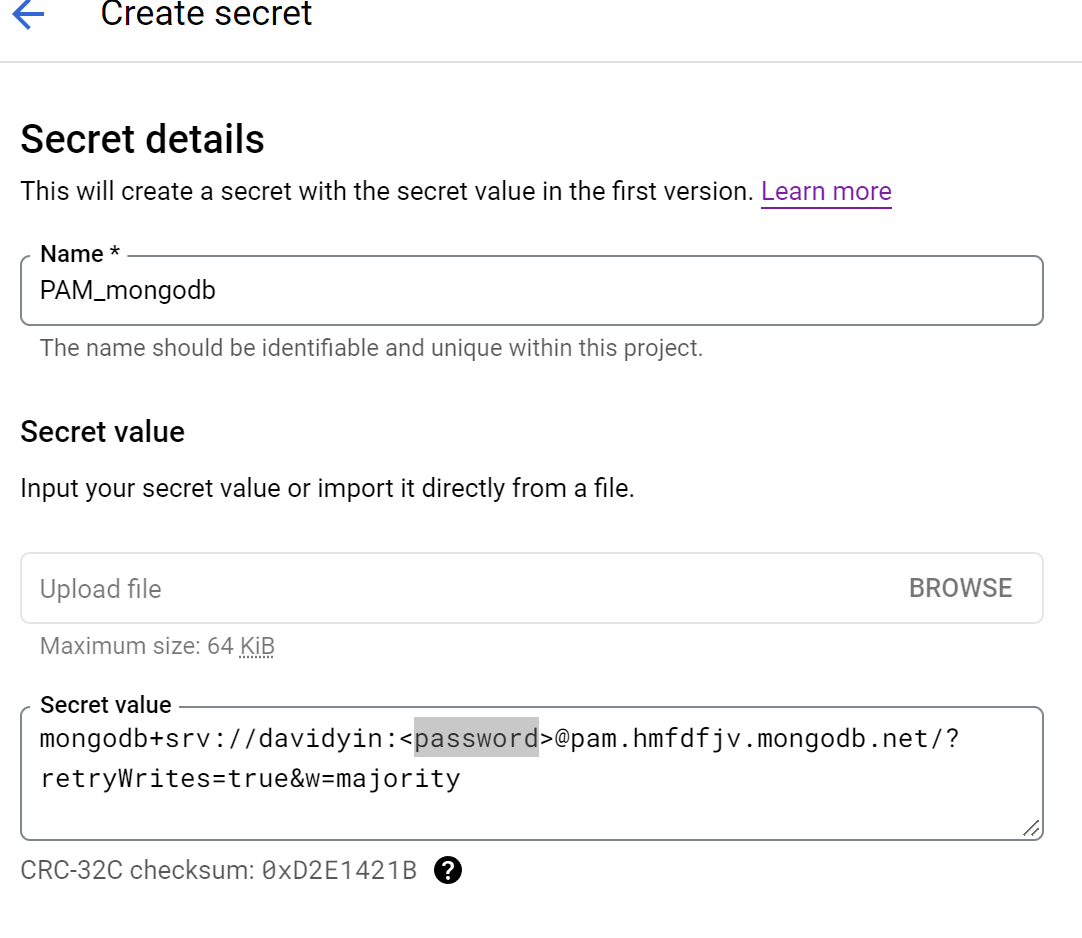 Create secret
Secret details
This will create a secret with the secret value in the first version. Learn more
Name *
PAM_mongodb
The name should be identifiable and unique within this project.
Secret value
Input your secret value or import it directly from a file.
Upload file BROWSE
Maximum size: 64 KiB
Secret value
mongodb+srv://davidyin:<password>@pam.hmfdfjv.mongodb.net/?
retryWrites=true&w=majority
CRC-32C checksum: 0xD2E1421B ?